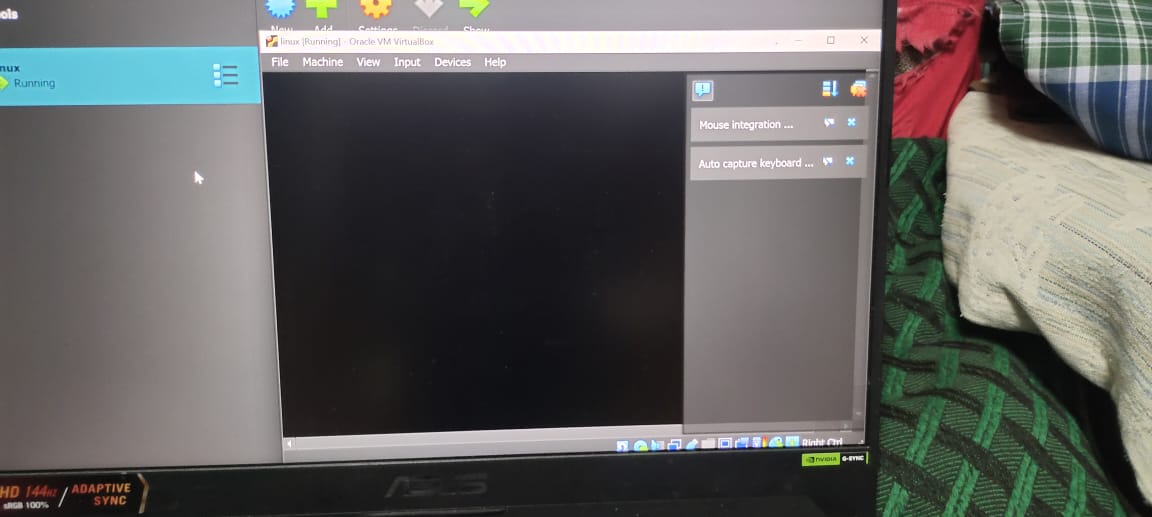 ols
New Add Settings Discard Show
linux [Running] - Oracle VM VirtualBox
File Machine View Input Devices Help
nux
Running
Mouse integration ...
Auto capture keyboard ...
Right Ctrl
NVIDIA G-SYNC
HD 144Hz / ADAPTIVE SYNC
sRGB 100%
ASUS